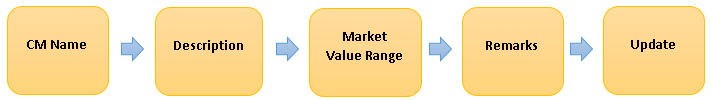 CM Name
Description
Market
Value Range
Remarks
Update